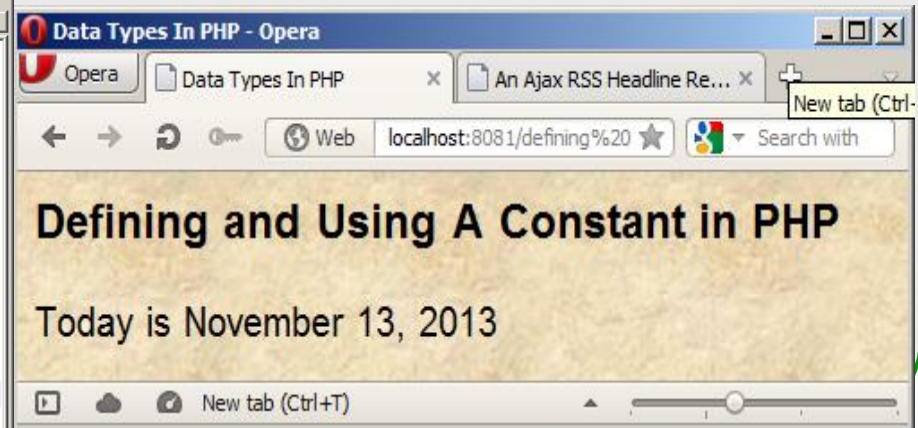 Data Types In PHP - Opera
Opera
Data Types In PHP
An Ajax RSS Headline Re...
New tab (Ctrl-
Web
localhost:8081/defining%20
Search with
Defining and Using A Constant in PHP
Today is November 13, 2013
New tab (Ctrl+T)